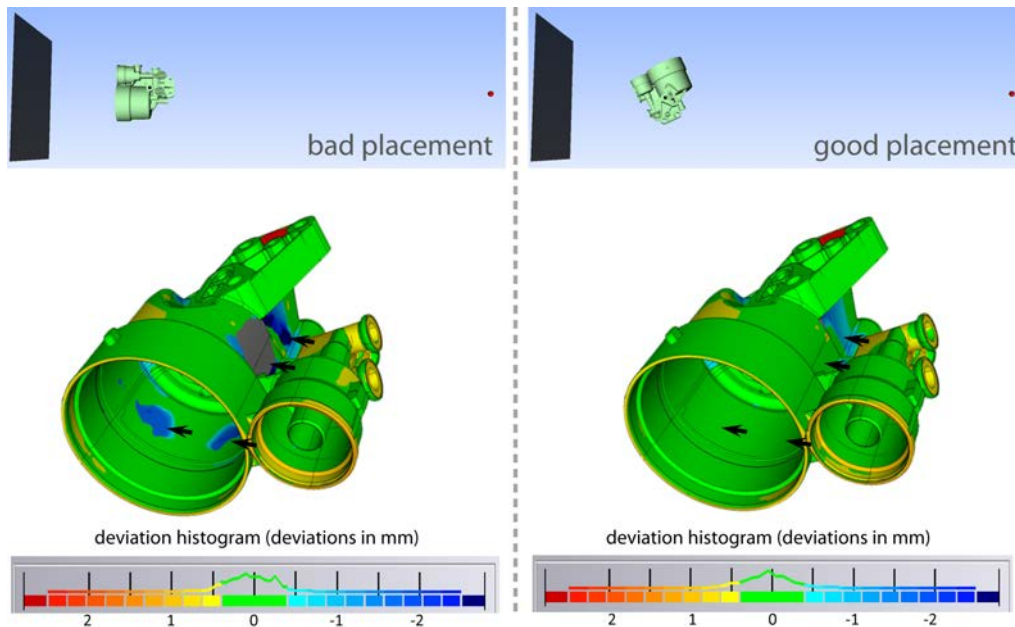 bad placement
good placement
deviation histogram (deviations in mm)
2 1 0 -1 -2
deviation histogram (deviations in mm)
2 1 0 -1 -2